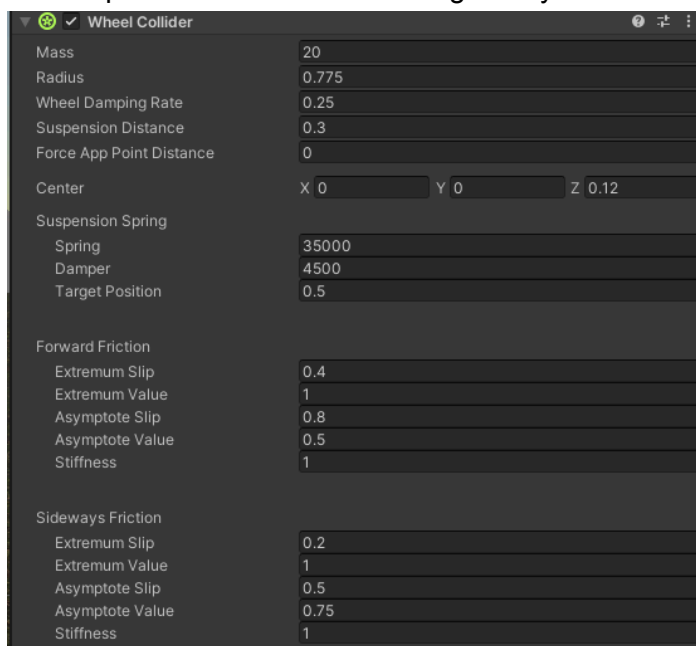 Wheel Collider
Mass 20
Radius 0.775
Wheel Damping Rate 0.25
Suspension Distance 0.3
Force App Point Distance 0
Center X 0 Y 0 Z 0.12
Suspension Spring
Spring 35000
Damper 4500
Target Position 0.5
Forward Friction
Extremum Slip 0.4
Extremum Value 1
Asymptote Slip 0.8
Asymptote Value 0.5
Stiffness 1
Sideways Friction
Extremum Slip 0.2
Extremum Value 1
Asymptote Slip 0.5
Asymptote Value 0.75
Stiffness 1